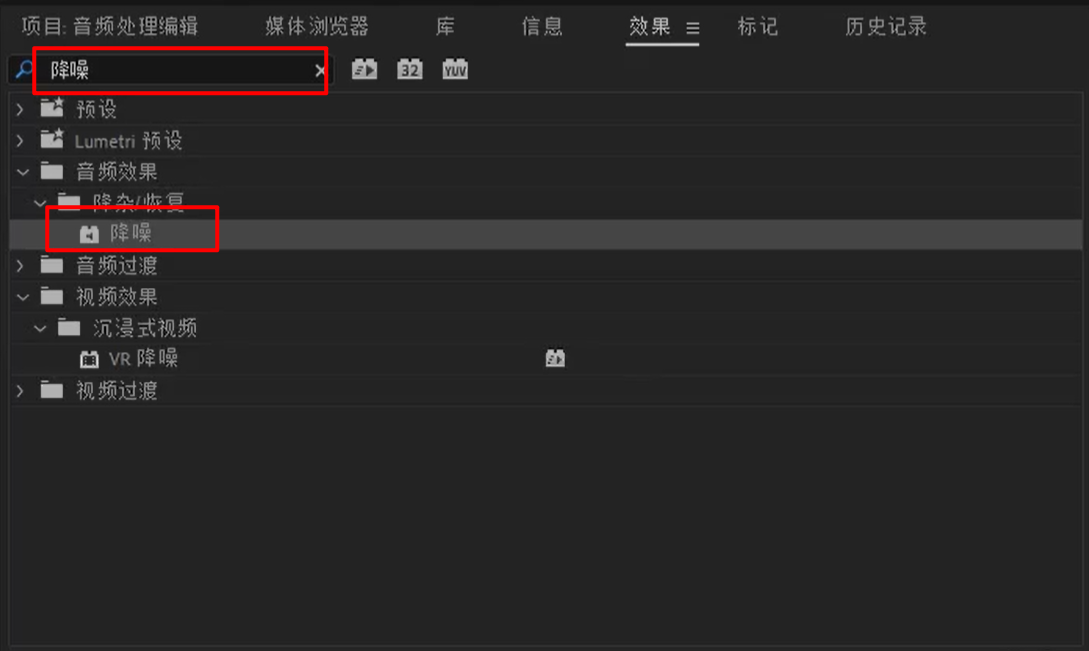 项目: 音频处理编辑 媒体浏览器 库 信息 效果 标记 历史记录
降噪 32 YUV
预设
Lumetri 预设
音频效果
降杂/恢复
降噪
音频过渡
视频效果
沉浸式视频
VR 降噪
视频过渡